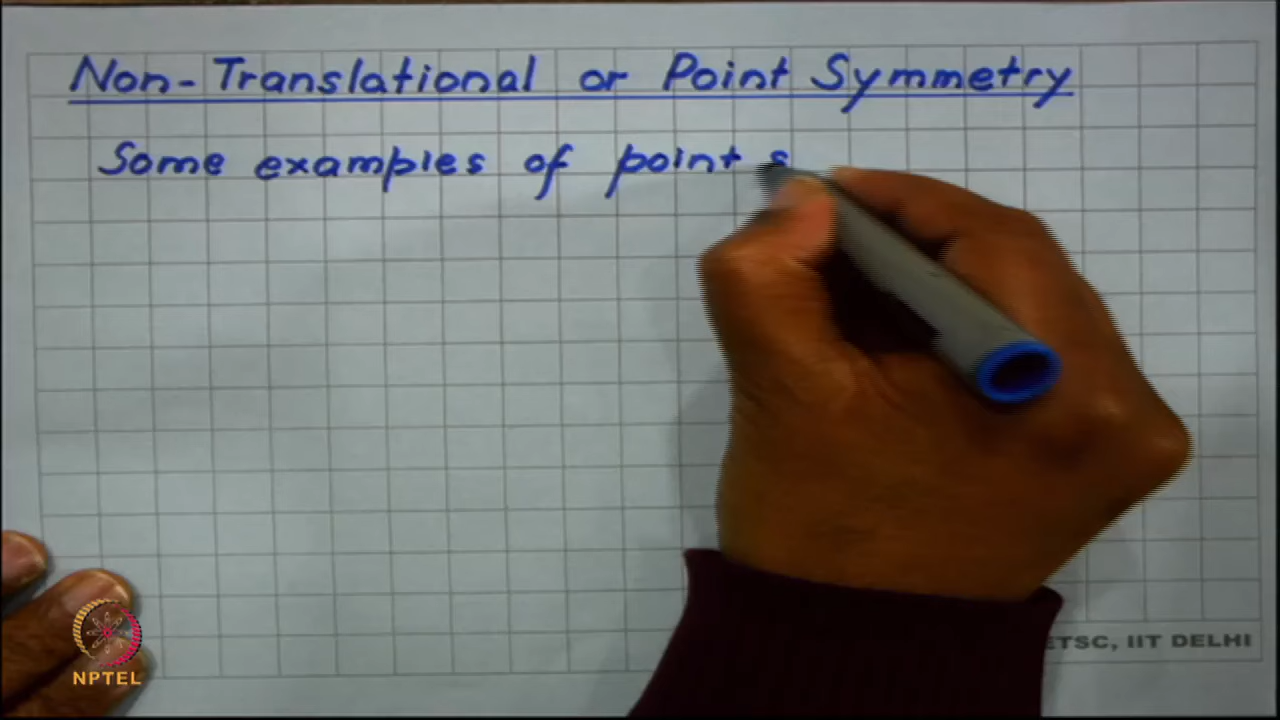 Non-Translational or Point Symmetry
Some examples of point s
ETSC, IIT DELHI
NPTEL